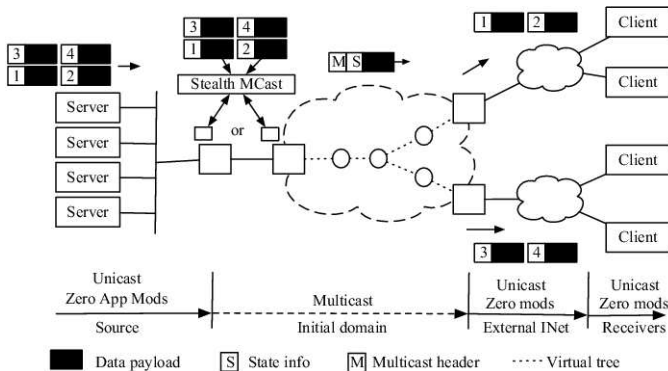 3 4
1 2
3 4
1 2
Stealth MCast
or
M S
1 2
Client
Client
Server
Server
Server
Server
Client
Client
3 4
Unicast
Zero App Mods
Source
Multicast
Initial domain
Unicast
Zero mods
External INet
Unicast
Zero mods
Receivers
Data payload
S State info
M Multicast header
Virtual tree